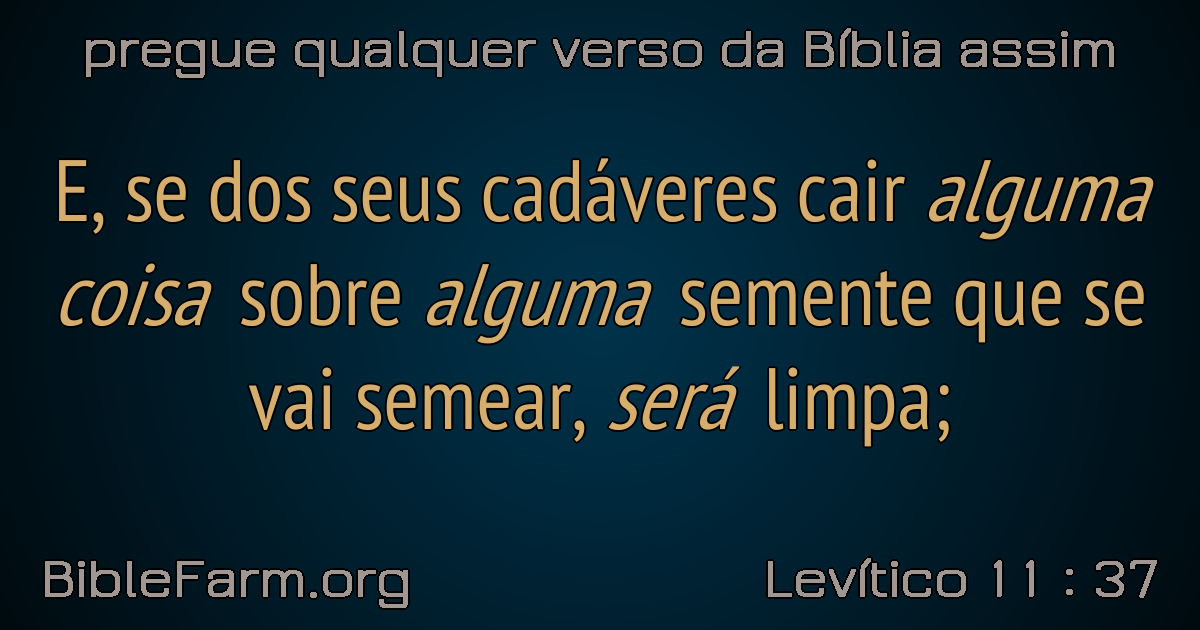 pregue qualquer verso da Bíblia assim
E, se dos seus cadáveres cair alguma
coisa sobre alguma semente que se
vai semear, será limpa;
BibleFarm.org
Levítico 11 : 37